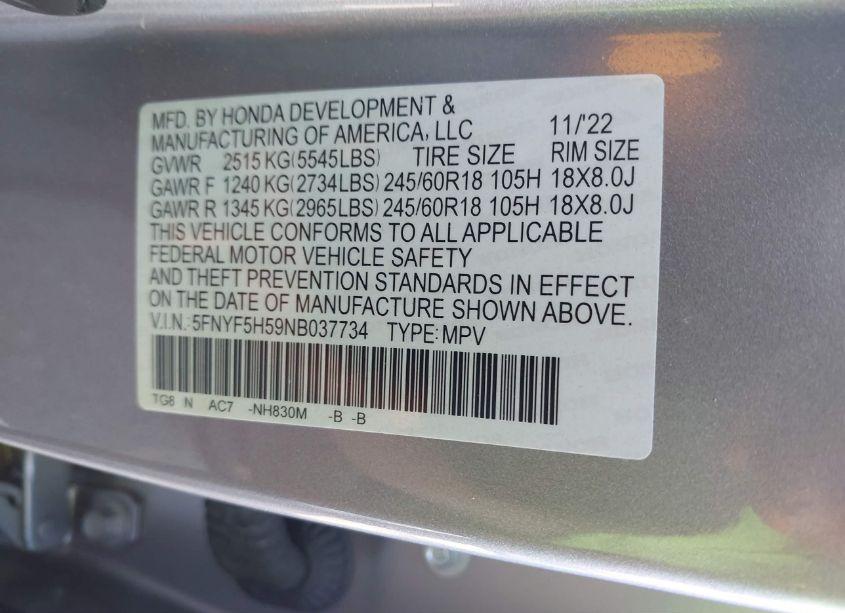 MFD. BY HONDA DEVELOPMENT &
MANUFACTURING OF AMERICA, LLC 11/'22
GVWR 2515 KG(5545LBS) TIRE SIZE RIM SIZE
GAWR F 1240 KG(2734LBS) 245/60R18 105H 18X8.0J
GAWR R 1345 KG(2965LBS) 245/60R18 105H 18X8.0J
THIS VEHICLE CONFORMS TO ALL APPLICABLE
FEDERAL MOTOR VEHICLE SAFETY
AND THEFT PREVENTION STANDARDS IN EFFECT
ON THE DATE OF MANUFACTURE SHOWN ABOVE.
V.I.N.:5FNYF5H59NB037734 TYPE:MPV
TG8 N AC7 -NH830M -B -B